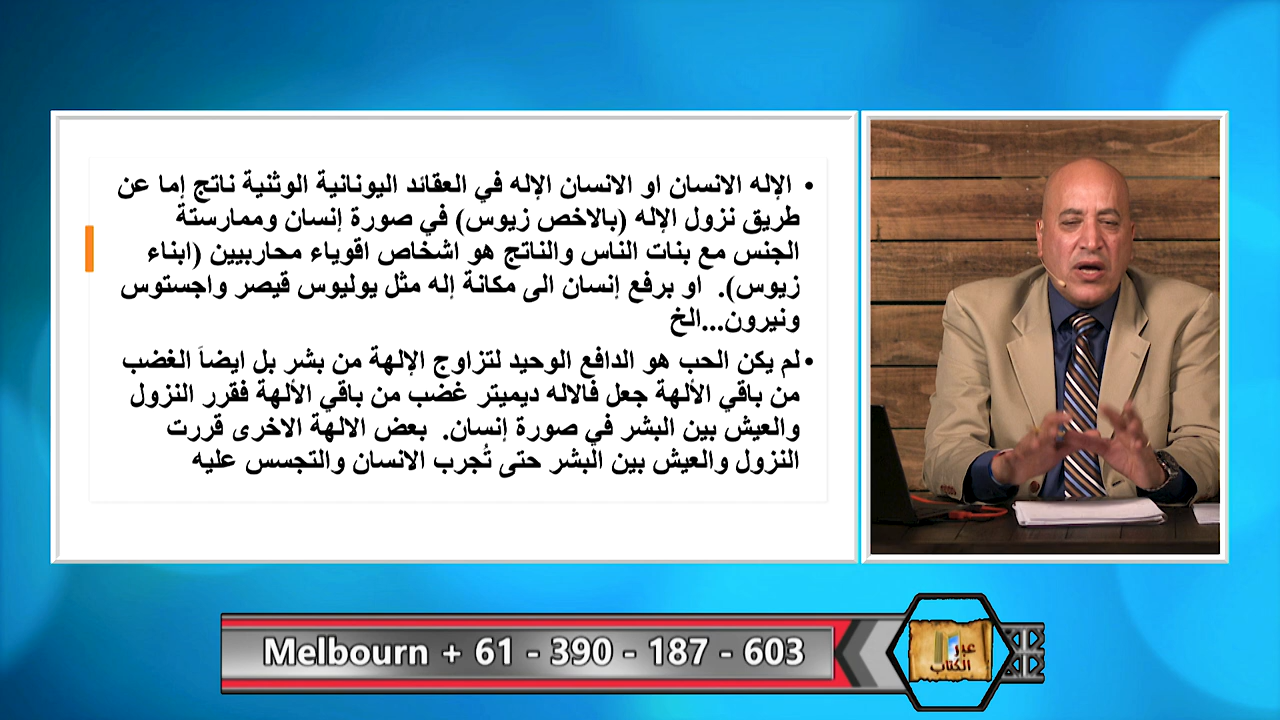 • الإله الانسان او الانسان الإله في العقائد اليونانية الوثنية ناتج إما عن
طريق نزول الإله (بالاخص زيوس) في صورة إنسان وممارستة
الجنس مع بنات الناس والناتج هو اشخاص اقوياء محاربيين (ابناء
زيوس). او برفع إنسان الى مكانة إله مثل يوليوس قيصر واجستوس
ونيرون...الخ
• لم يكن الحب هو الدافع الوحيد لتزاوج الإلهة من بشر بل ايضاً الغضب
من باقي الألهة جعل فالاله ديميتر غضب من باقي الألهة فقرر النزول
والعيش بين البشر في صورة إنسان. بعض الالهة الاخرى قررت
النزول والعيش بين البشر حتى تُجرب الانسان والتجسس عليه
Melbourn + 61 - 390 - 187 - 603
عبر
الكتاب